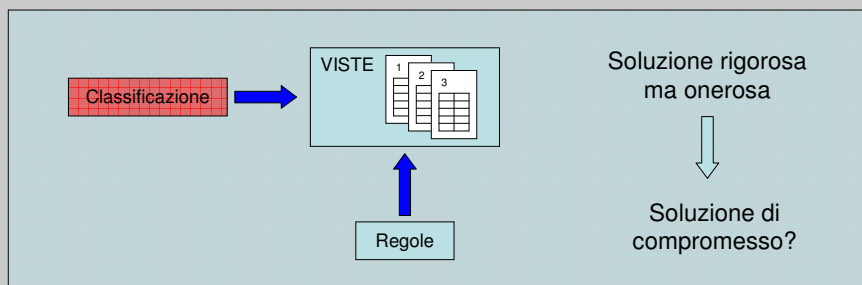 VISTE
1
2
3
Classificazione
Regole
Soluzione rigorosa
ma onerosa
Soluzione di
compromesso?